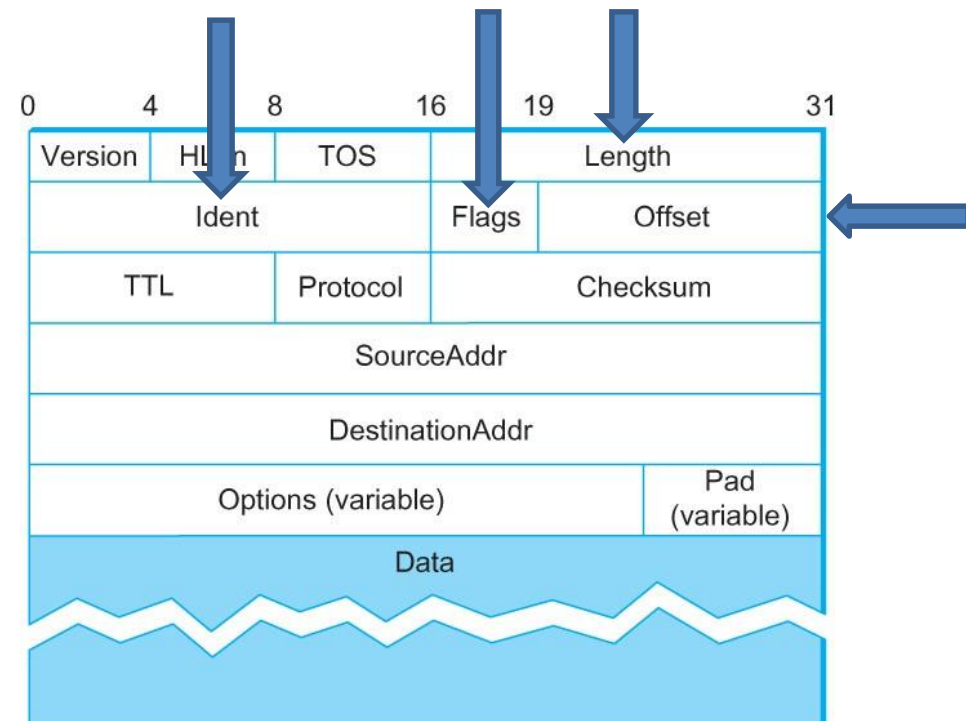 0 4 8 16 19 31
Version HL n TOS Length
Ident Flags Offset
TTL Protocol Checksum
SourceAddr
DestinationAddr
Options (variable) Pad
(variable)
Data